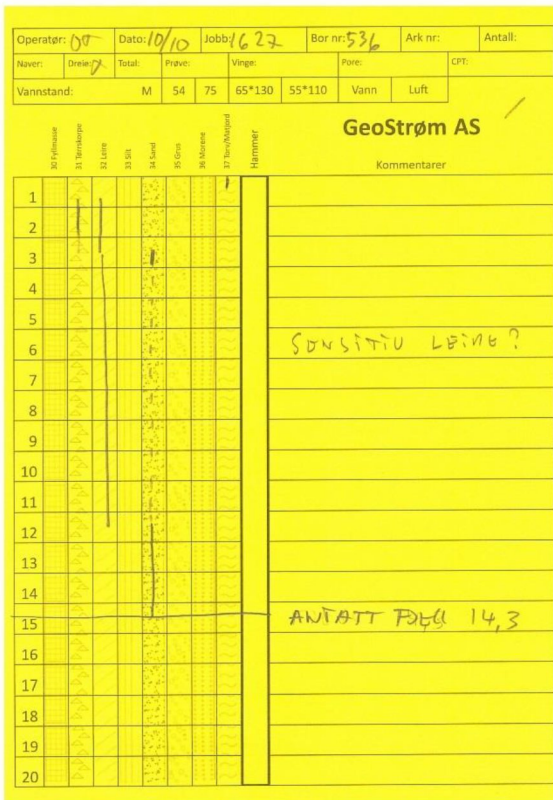 Operatør: OO Dato: 10/10 Jobb: 1627 Bor nr: 536 Ark nr: Antall:
Naver: Dreie: x Total: Prøve: Vinge: Pore: CPT:
Vannstand: M 54 75 65*130 55*110 Vann Luft
30 Fyllmasse
31 Tørrskorpe
32 Leire
33 Silt
34 Sand
35 Grus
36 Morene
37 Torv/Matjord
Hammer
GeoStrøm AS
Kommentarer
1
2
3
4
5
6 SENSITIV LEIRE?
7
8
9
10
11
12
13
14
15 ANTATT FJELL 14,3
16
17
18
19
20